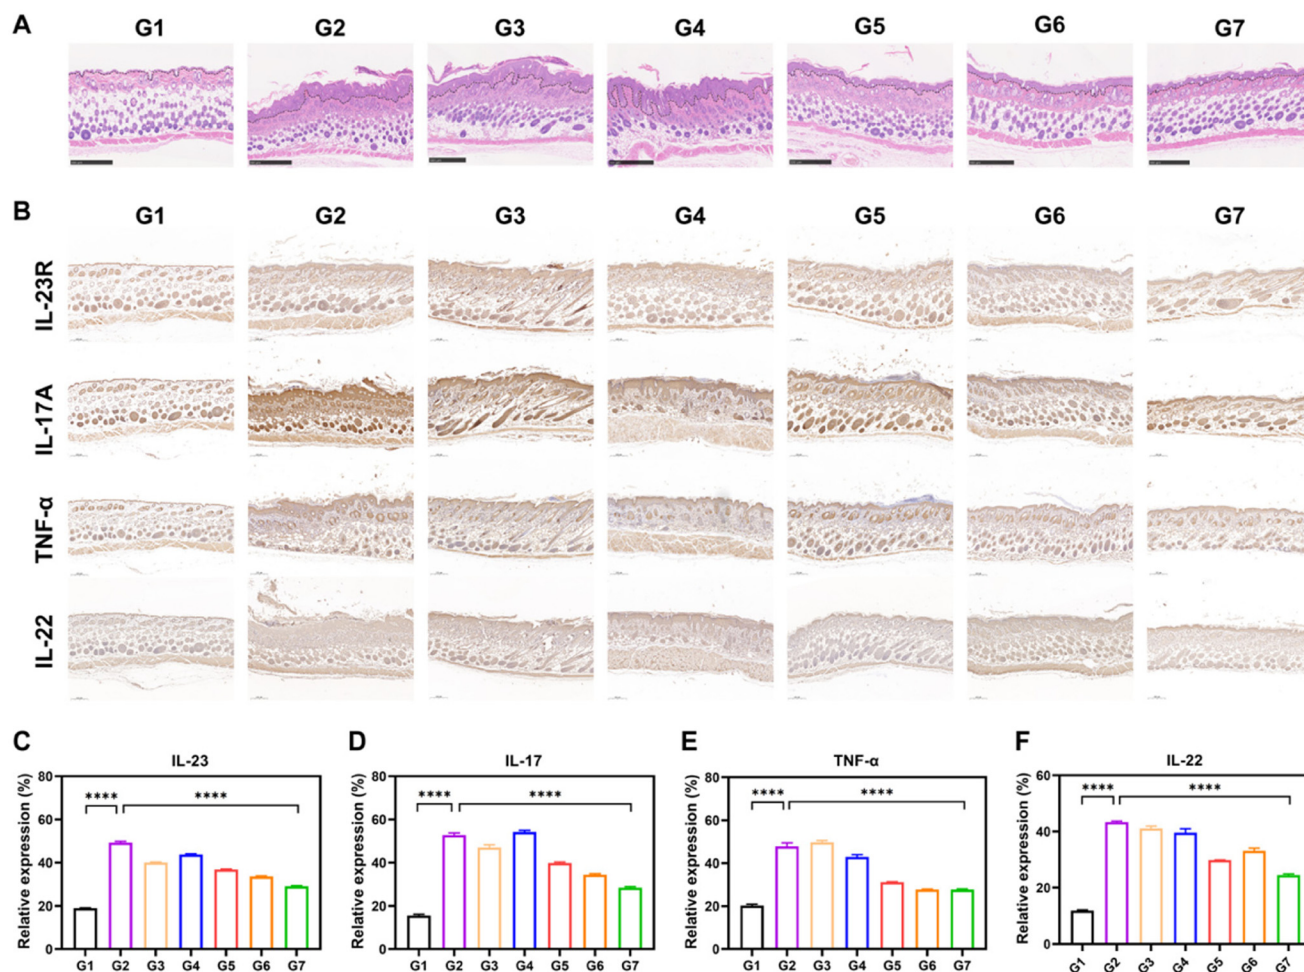 A
G1 G2 G3 G4 G5 G6 G7
B
G1 G2 G3 G4 G5 G6 G7
IL-23R
IL-17A
TNF-α
IL-22
C
IL-23
Relative expression (%)
80
60
40
20
0
**** ****
G1 G2 G3 G4 G5 G6 G7
D
IL-17
Relative expression (%)
80
60
40
20
0
**** ****
G1 G2 G3 G4 G5 G6 G7
E
TNF-α
Relative expression (%)
80
60
40
20
0
**** ****
G1 G2 G3 G4 G5 G6 G7
F
IL-22
Relative expression (%)
60
40
20
0
**** ****
G1 G2 G3 G4 G5 G6 G7